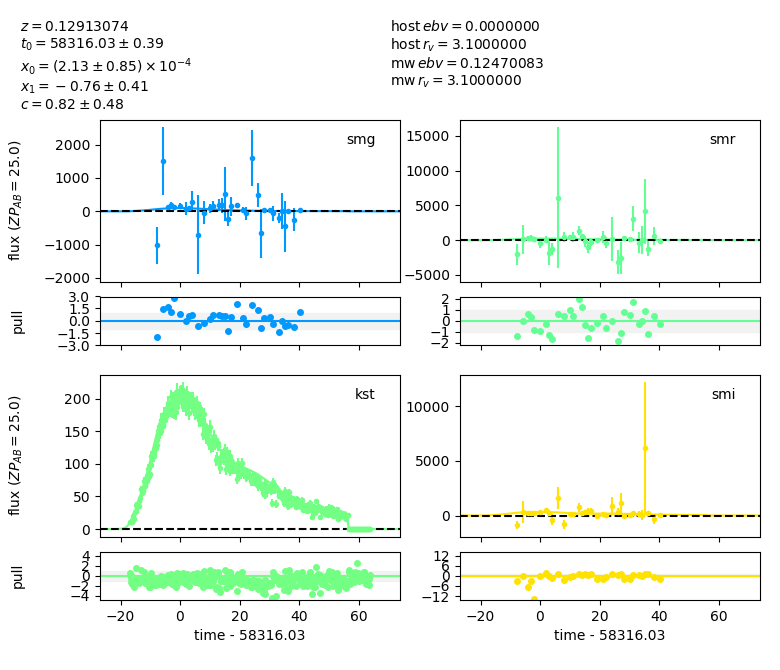 z = 0.12913074
t₀ = 58316.03 ± 0.39
x₀ = (2.13 ± 0.85) × 10⁻⁴
x₁ = −0.76 ± 0.41
c = 0.82 ± 0.48
host ebv = 0.0000000
host r_v = 3.1000000
mw ebv = 0.12470083
mw r_v = 3.1000000
flux (ZP_AB = 25.0)
2000
1000
0
−1000
−2000
smg
15000
10000
5000
0
−5000
smr
pull
3.0
1.5
0.0
−1.5
−3.0
2
1
0
−1
−2
flux (ZP_AB = 25.0)
200
150
100
50
0
kst
10000
5000
0
smi
pull
4
2
0
−2
−4
12
6
0
−6
−12
−20 0 20 40 60
time - 58316.03
−20 0 20 40 60
time - 58316.03